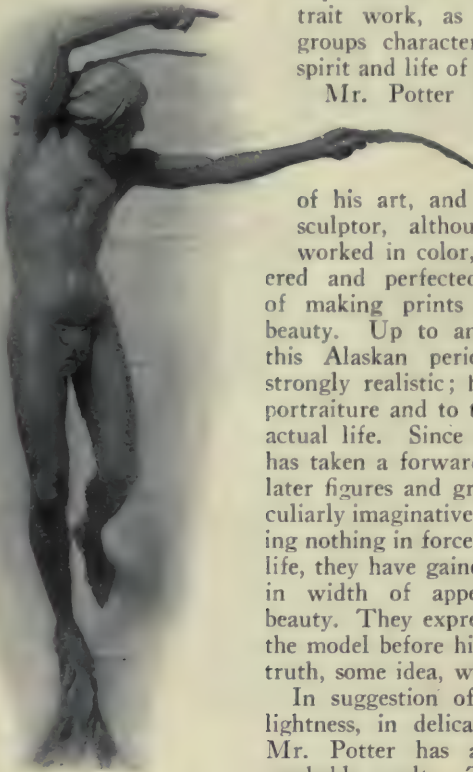 trait work, as
groups character
spirit and life of
Mr. Potter
of his art, and
sculptor, althou
worked in color,
ered and perfected
of making prints
beauty. Up to an
this Alaskan peri
strongly realistic;
portraiture and to t
actual life. Since
has taken a forward
later figures and gr
culiarly imaginative
ing nothing in force
life, they have gaine
in width of appe
beauty. They expre
the model before hi
truth, some idea, w
In suggestion of
lightness, in delica
Mr. Potter has a